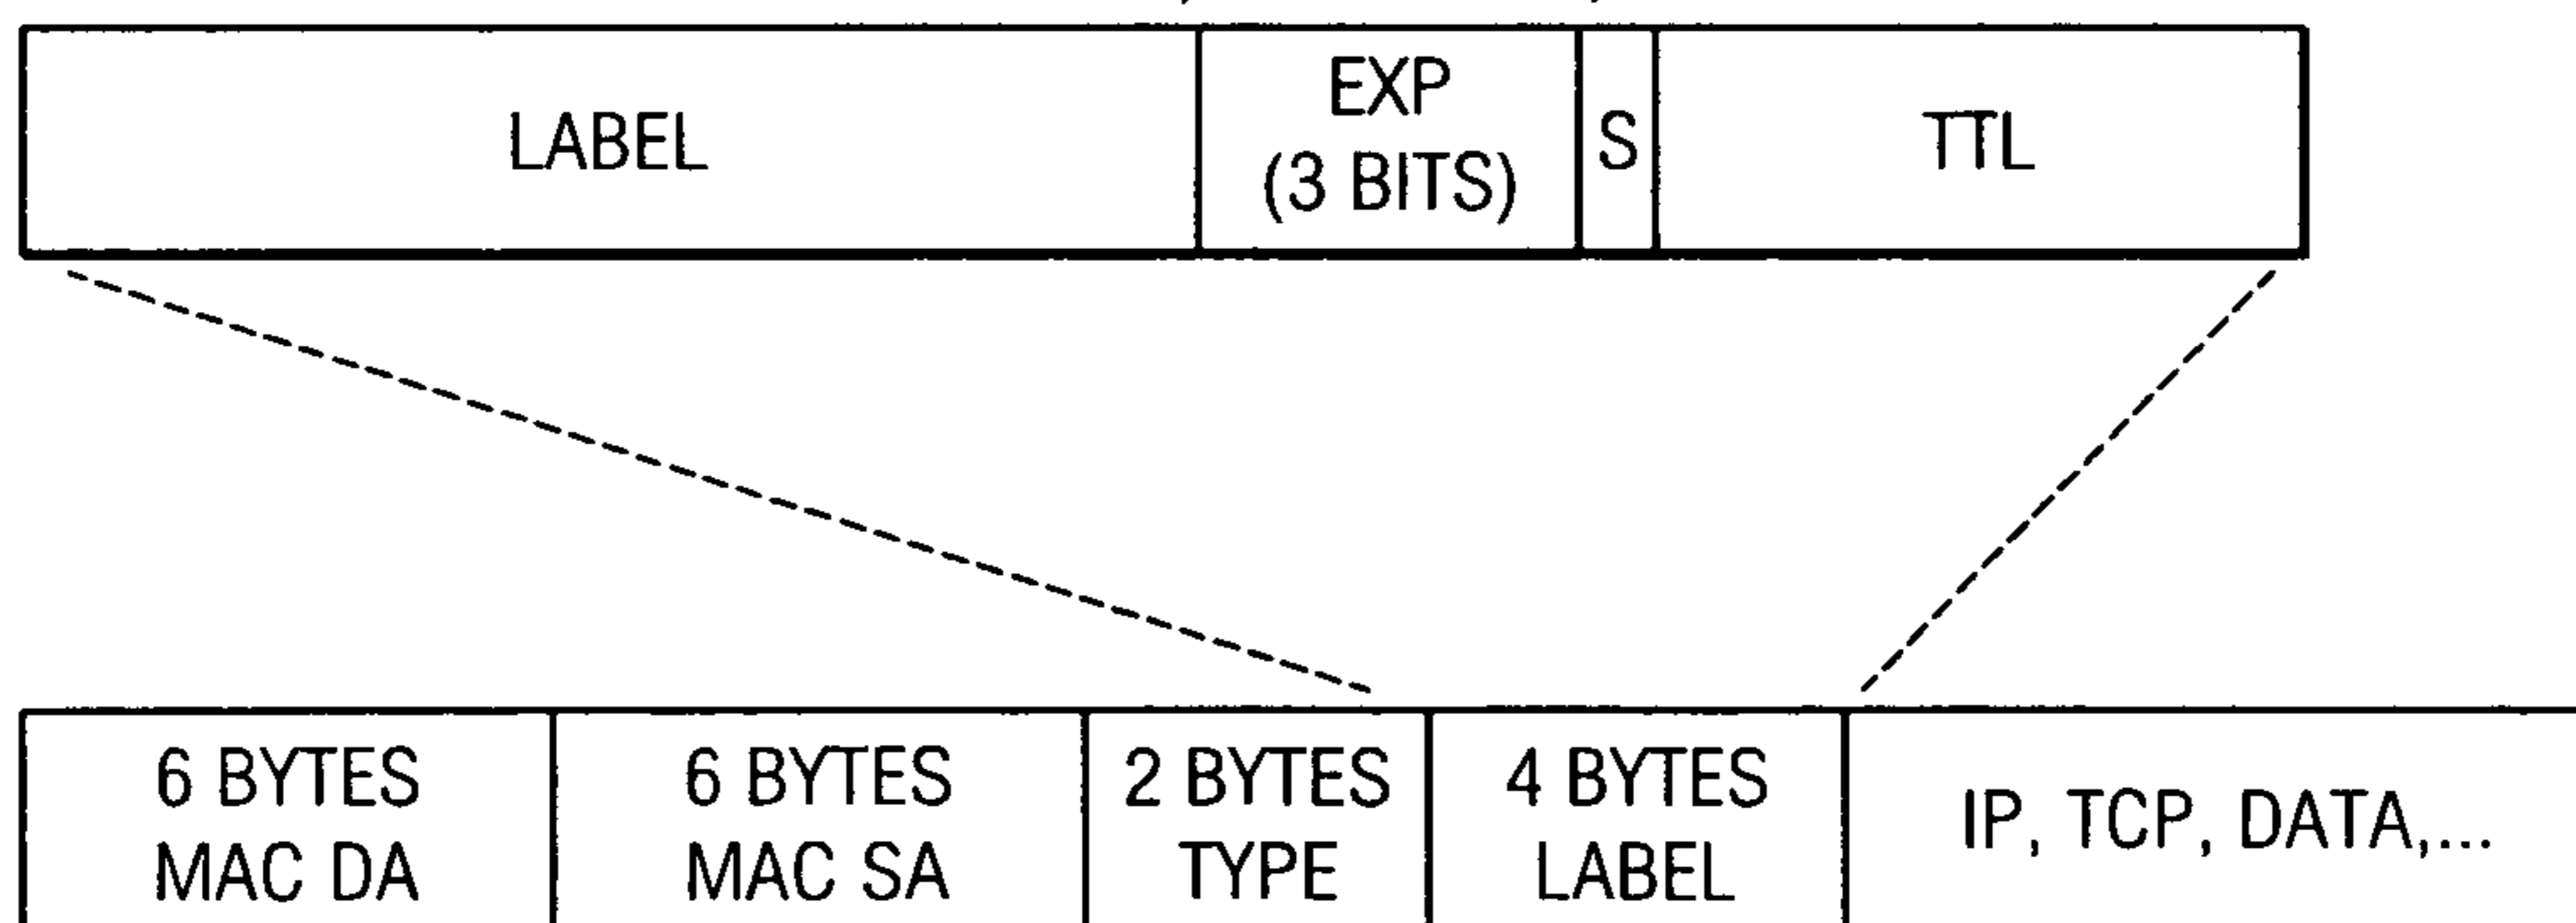 LABEL
EXP
(3 BITS)
S
TTL
6 BYTES
MAC DA
6 BYTES
MAC SA
2 BYTES
TYPE
4 BYTES
LABEL
IP, TCP, DATA,...